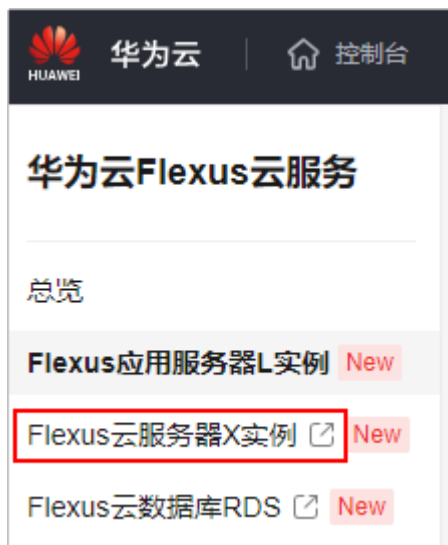 HUAWEI 华为云 控制台
华为云Flexus云服务
总览
Flexus应用服务器L实例 New
Flexus云服务器X实例 New
Flexus云数据库RDS New